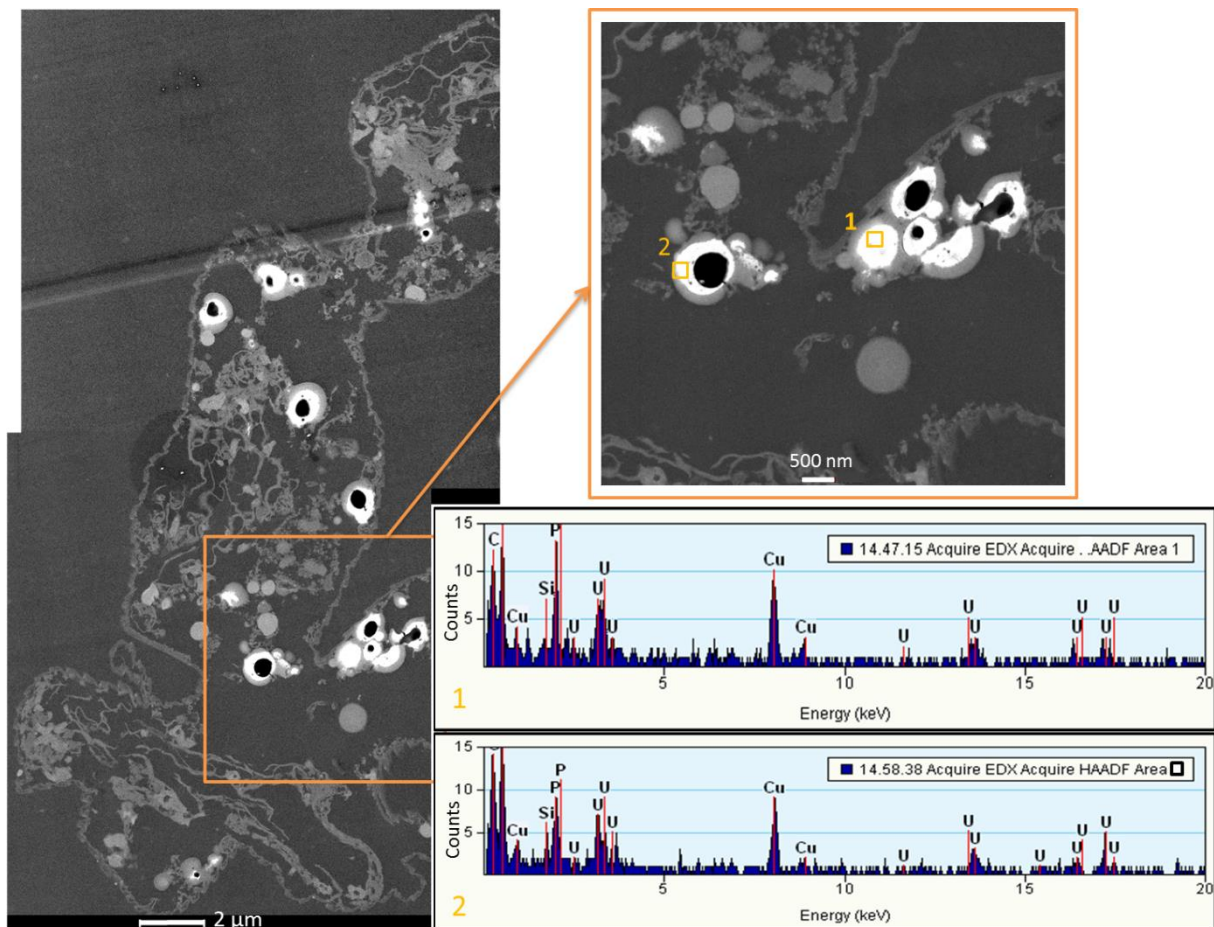 1
2
500 nm
2 µm
15
10
5
Counts
C
Cu
Si
P
U
U
U
Cu
Cu
U
U
U
U
U
U
U
14.47.15 Acquire EDX Acquire . .AADF Area 1
5
10
15
20
Energy (keV)
1
15
10
5
Counts
Cu
Si
P
P
U
U
U
U
Cu
Cu
U
U
U
U
U
U
U
U
14.58.38 Acquire EDX Acquire HAADF Area
5
10
15
20
Energy (keV)
2